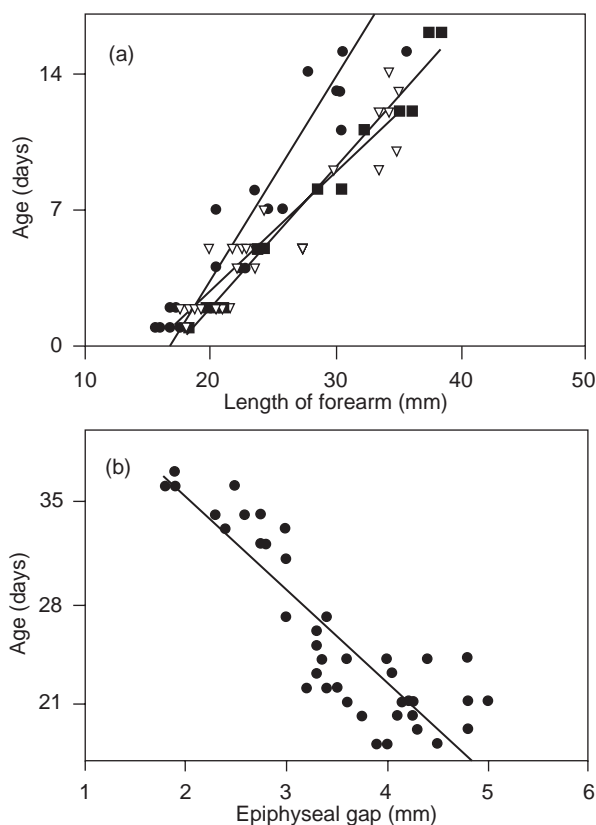 (a)
Age (days)
14
7
0
10 20 30 40 50
Length of forearm (mm)
(b)
Age (days)
35
28
21
1 2 3 4 5 6
Epiphyseal gap (mm)